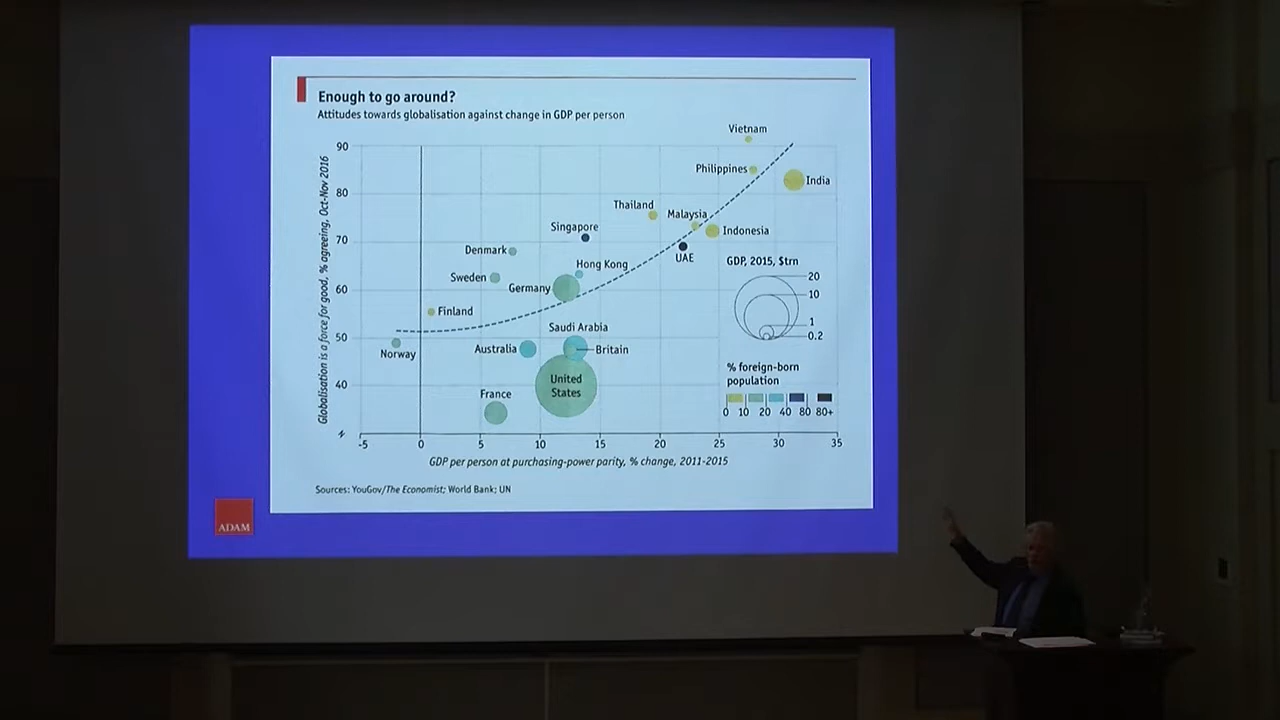 Enough to go around?
Attitudes towards globalisation against change in GDP per person
Globalisation is a force for good, % agreeing, Oct-Nov 2016
90
80
70
60
50
40
Vietnam
Philippines
India
Thailand
Malaysia
Singapore
Indonesia
Denmark
UAE
Hong Kong
Sweden
Germany
Finland
Saudi Arabia
Norway
Australia
Britain
United
States
France
GDP, 2015, $trn
20
10
1
0.2
% foreign-born
population
0 10 20 40 80 80+
-5 0 5 10 15 20 25 30 35
GDP per person at purchasing-power parity, % change, 2011-2015
Sources: YouGov/The Economist; World Bank; UN
ADAM